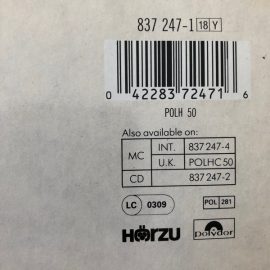 837 247-1 18 Y
0 42283 72471 6
POLH 50
Also available on:
MC INT. 837 247-4
U.K. POLHC 50
CD 837 247-2
LC 0309 POL 281
HÖRZU polydor